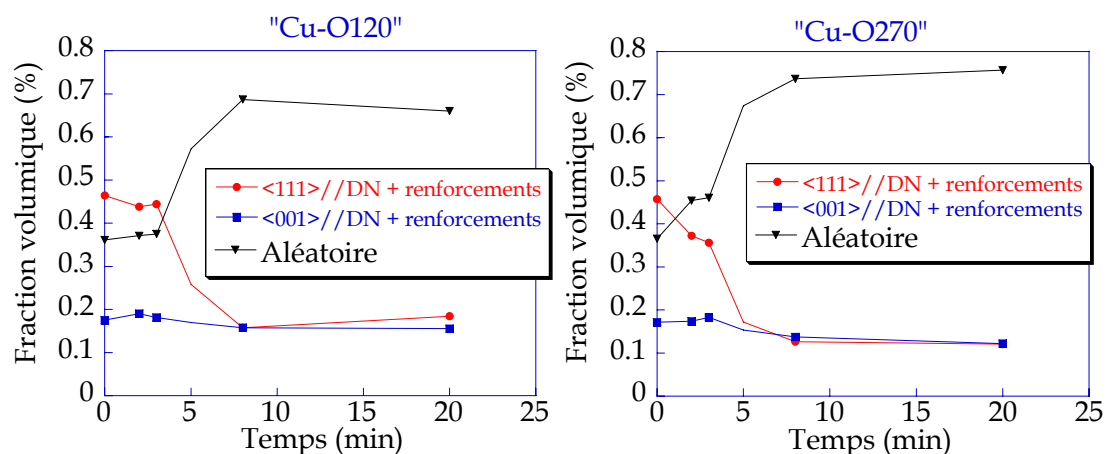 "Cu-O120"
Fraction volumique (%)
0.8
0.7
0.6
0.5
0.4
0.3
0.2
0.1
0
<111>//DN + renforcements
<001>//DN + renforcements
Aléatoire
0 5 10 15 20 25
Temps (min)
"Cu-O270"
Fraction volumique (%)
0.8
0.7
0.6
0.5
0.4
0.3
0.2
0.1
0
<111>//DN + renforcements
<001>//DN + renforcements
Aléatoire
0 5 10 15 20 25
Temps (min)